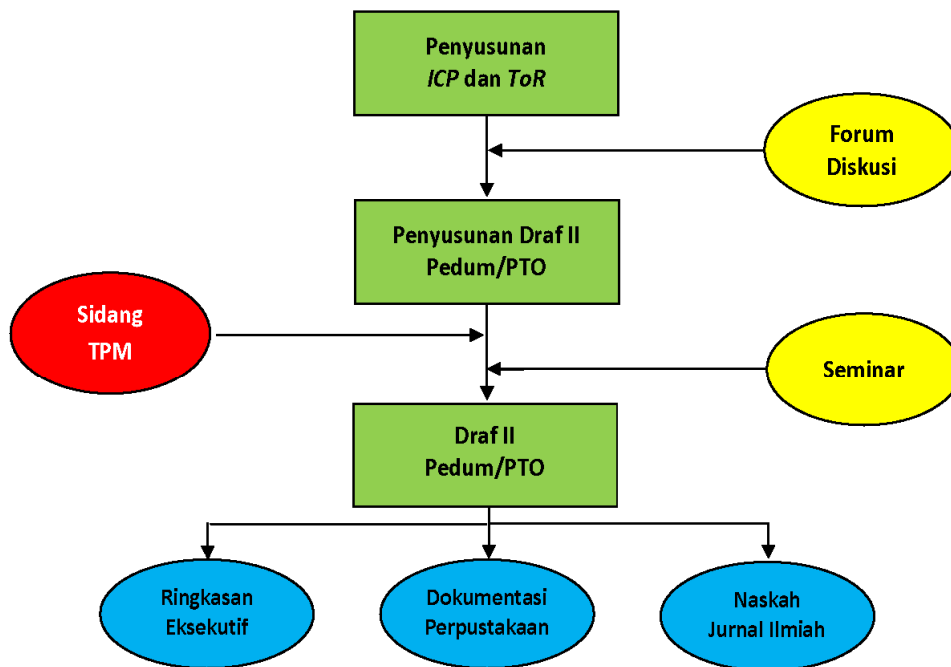 Penyusunan
ICP dan ToR
Forum
Diskusi
Penyusunan Draf II
Pedum/PTO
Sidang
TPM
Seminar
Draf II
Pedum/PTO
Ringkasan
Eksekutif
Dokumentasi
Perpustakaan
Naskah
Jurnal Ilmiah